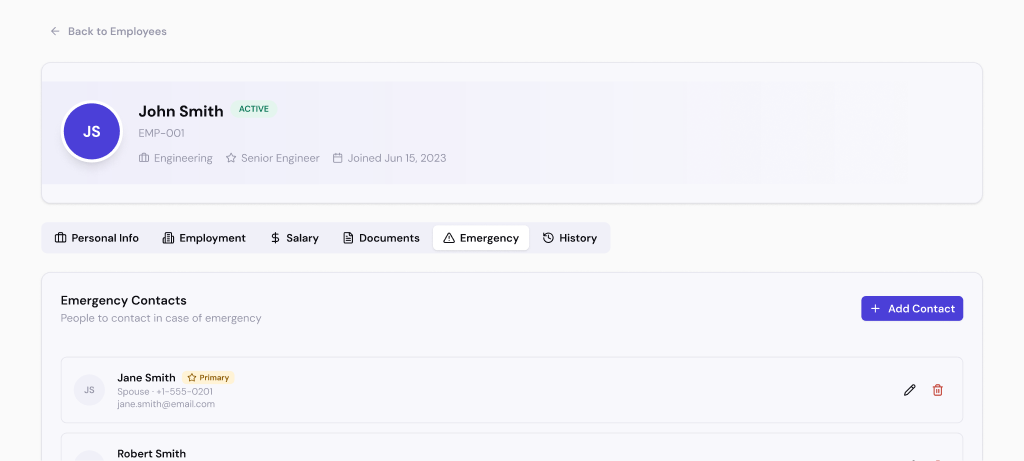 Back to Employees
JS
John Smith ACTIVE
EMP-001
Engineering Senior Engineer Joined Jun 15, 2023
Personal Info Employment Salary Documents Emergency History
Emergency Contacts
People to contact in case of emergency
Add Contact
JS
Jane Smith Primary
Spouse · +1-555-0201
jane.smith@email.com
Robert Smith